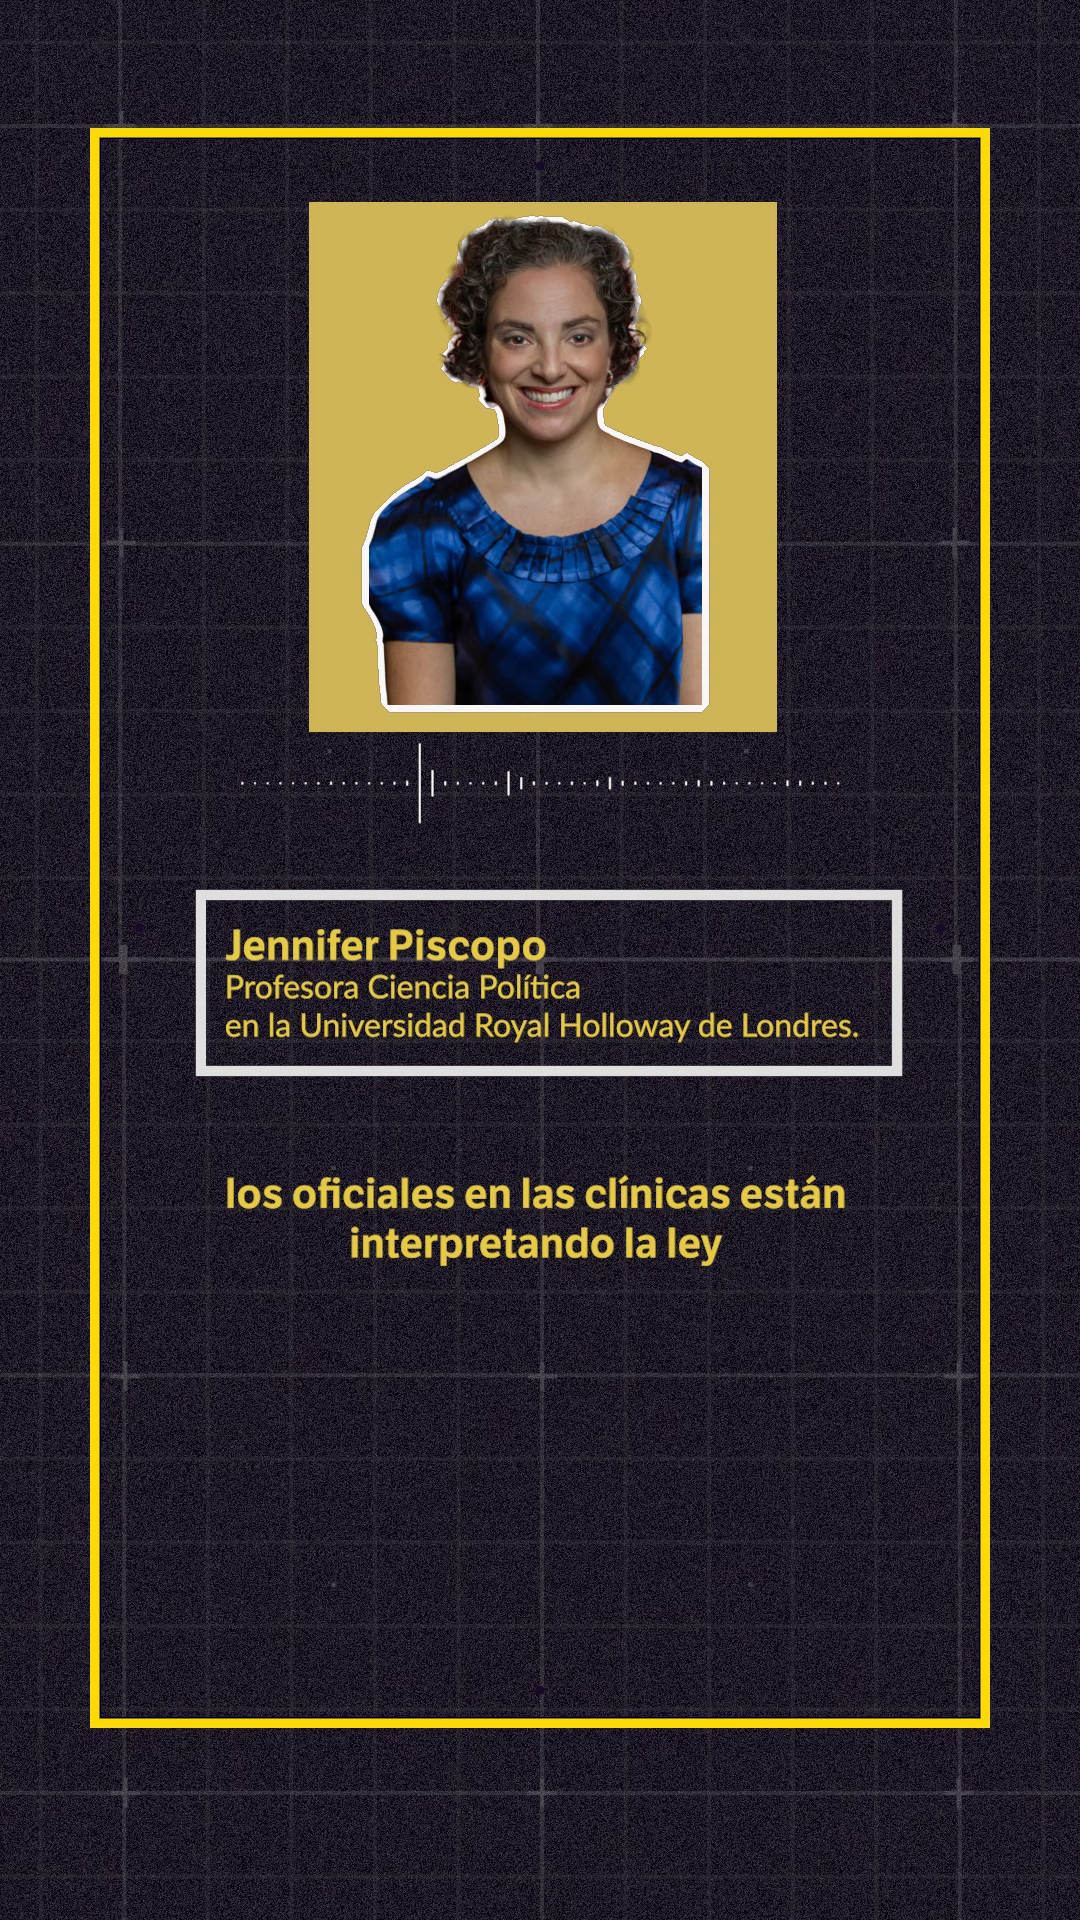 Jennifer Piscopo
Profesora Ciencia Política
en la Universidad Royal Holloway de Londres.
los oficiales en las clínicas están
interpretando la ley